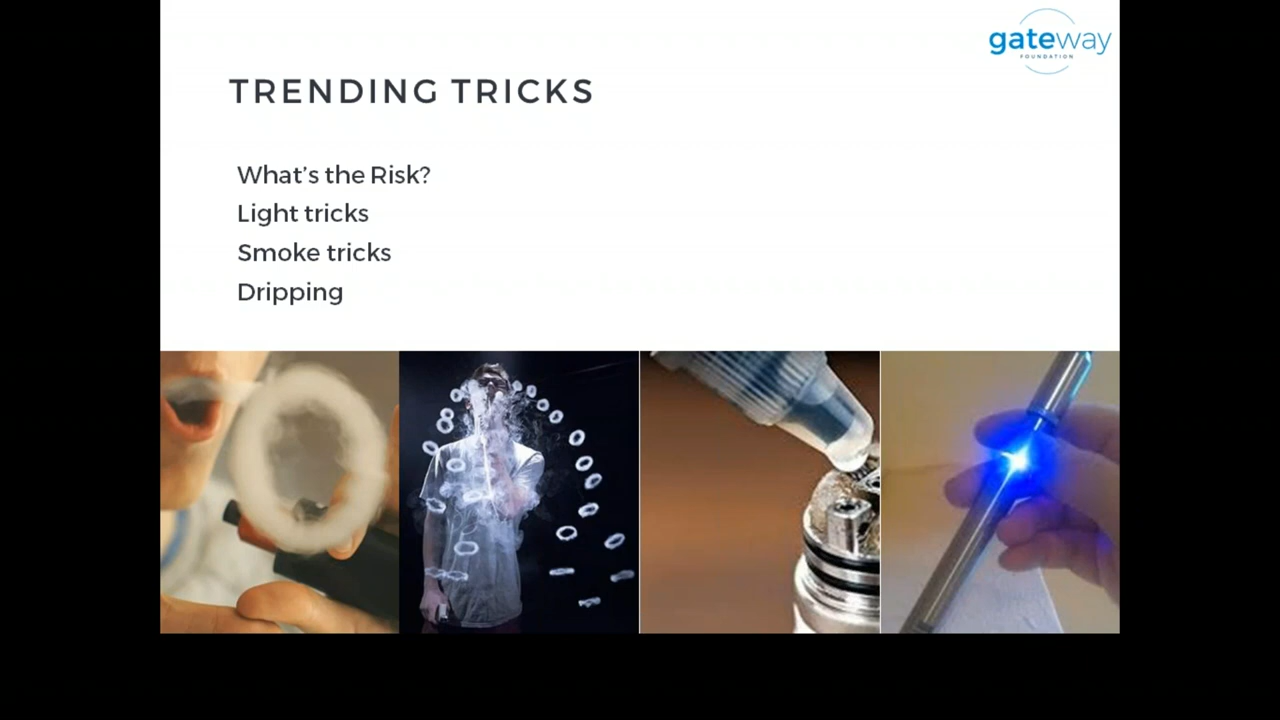 gateway
FOUNDATION
TRENDING TRICKS
What's the Risk?
Light tricks
Smoke tricks
Dripping